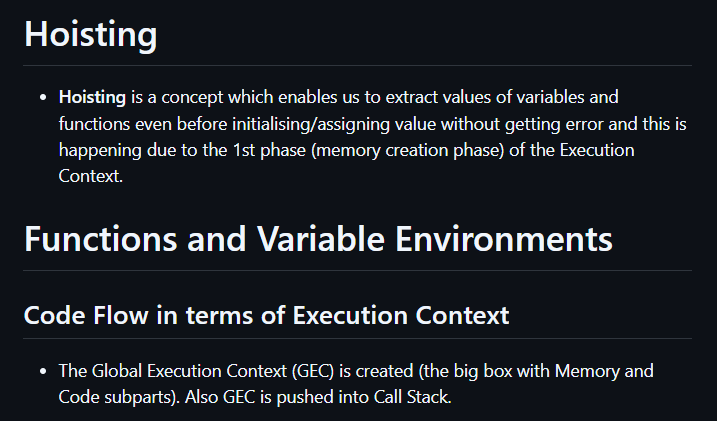 Hoisting
• Hoisting is a concept which enables us to extract values of variables and
functions even before initialising/assigning value without getting error and this is
happening due to the 1st phase (memory creation phase) of the Execution
Context.
Functions and Variable Environments
Code Flow in terms of Execution Context
• The Global Execution Context (GEC) is created (the big box with Memory and
Code subparts). Also GEC is pushed into Call Stack.